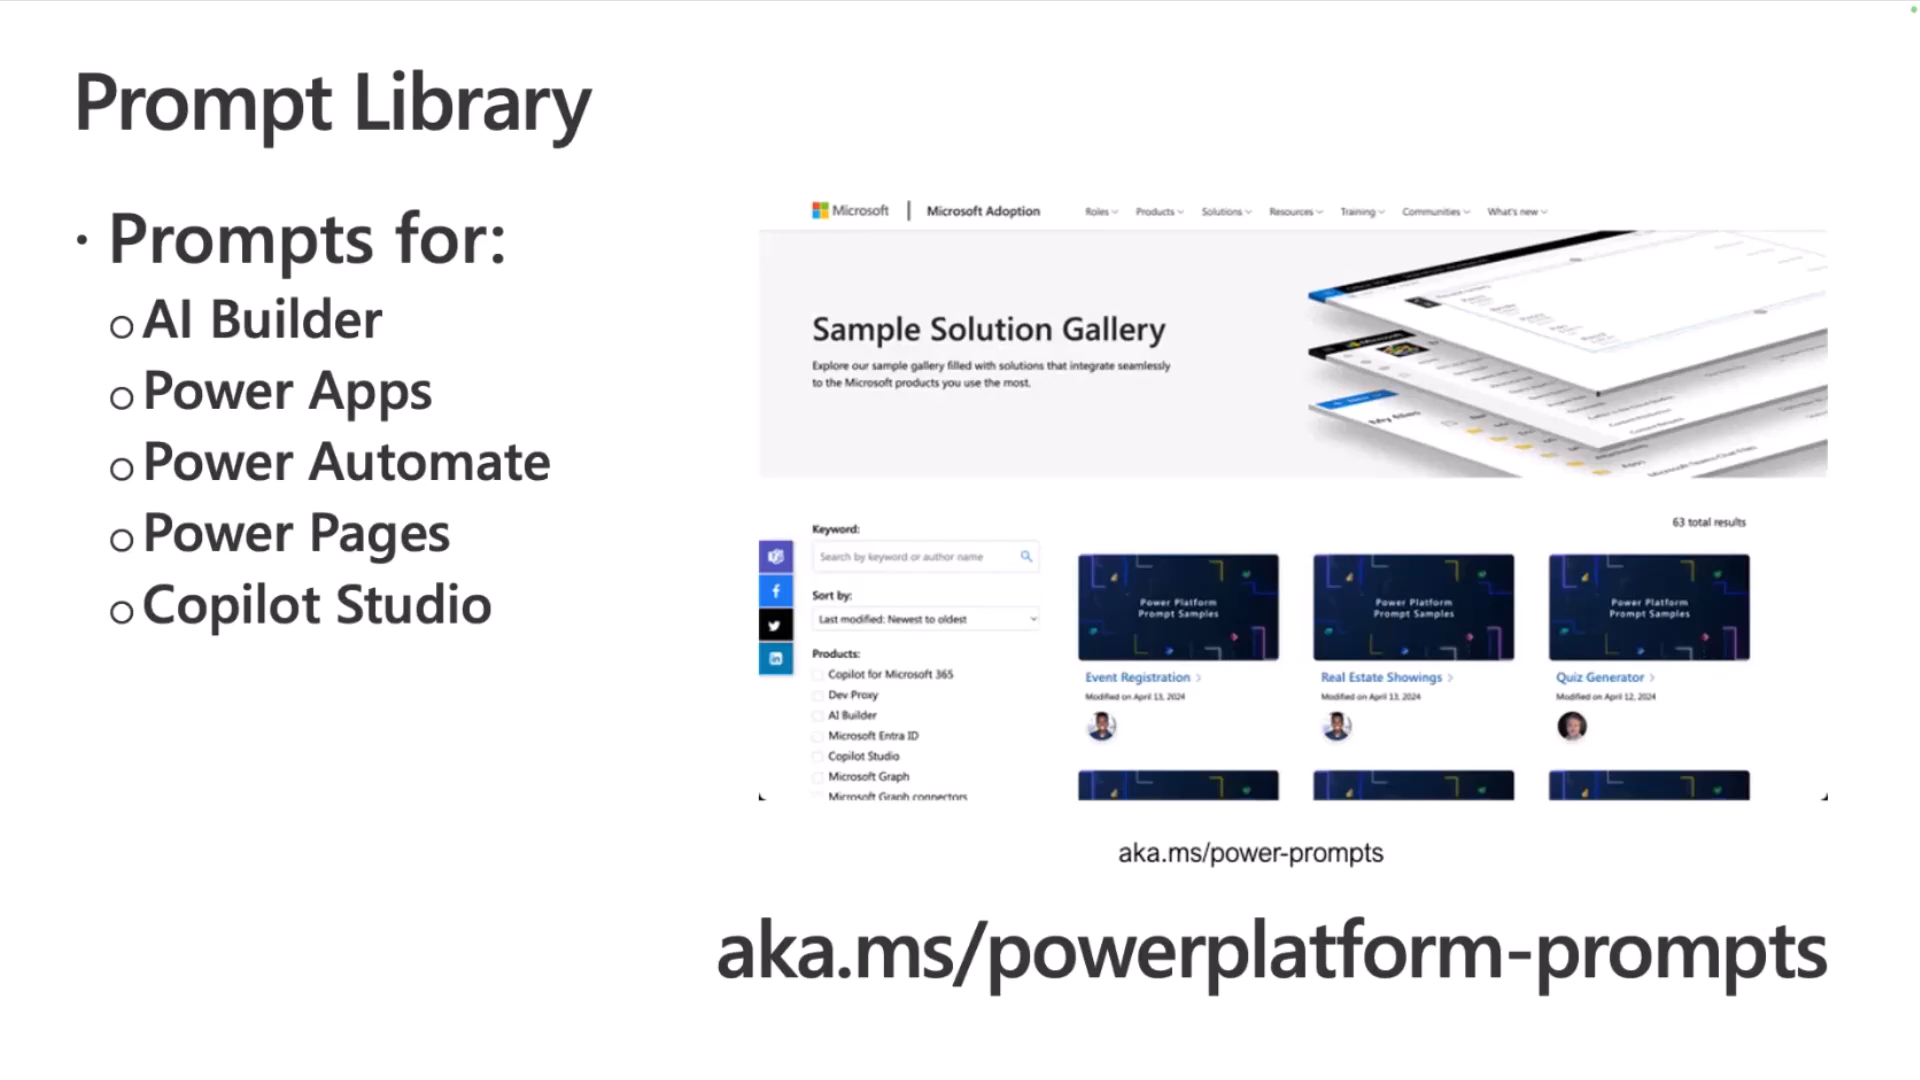 Prompt Library
· Prompts for:
o AI Builder
o Power Apps
o Power Automate
o Power Pages
o Copilot Studio
Microsoft | Microsoft Adoption Roles Products Solutions Resources Training Communities What's new
Sample Solution Gallery
Explore our sample gallery filled with solutions that integrate seamlessly
to the Microsoft products you use the most.
My files
63 total results
Keyword:
Search by keyword or author name
Sort by:
Last modified: Newest to oldest
Products:
Copilot for Microsoft 365
Dev Proxy
AI Builder
Microsoft Entra ID
Copilot Studio
Microsoft Graph
Microsoft Graph connectors
Power Platform
Prompt Samples
Event Registration
Modified on April 13, 2024
Power Platform
Prompt Samples
Real Estate Showings
Modified on April 13, 2024
Power Platform
Prompt Samples
Quiz Generator
Modified on April 12, 2024
aka.ms/power-prompts
aka.ms/powerplatform-prompts